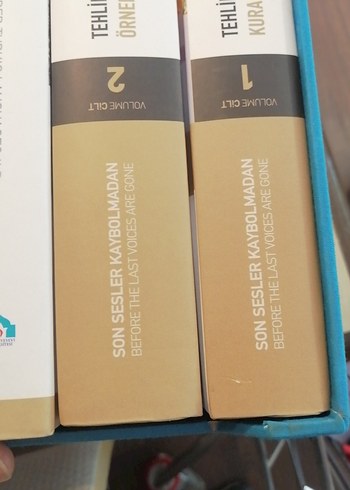 TEHLİ
ÖRNE
2
VOLUME CİLT
SON SESLER KAYBOLMADAN
BEFORE THE LAST VOICES ARE GONE
TEHLİ
KURA
1
VOLUME CİLT
SON SESLER KAYBOLMADAN
BEFORE THE LAST VOICES ARE GONE